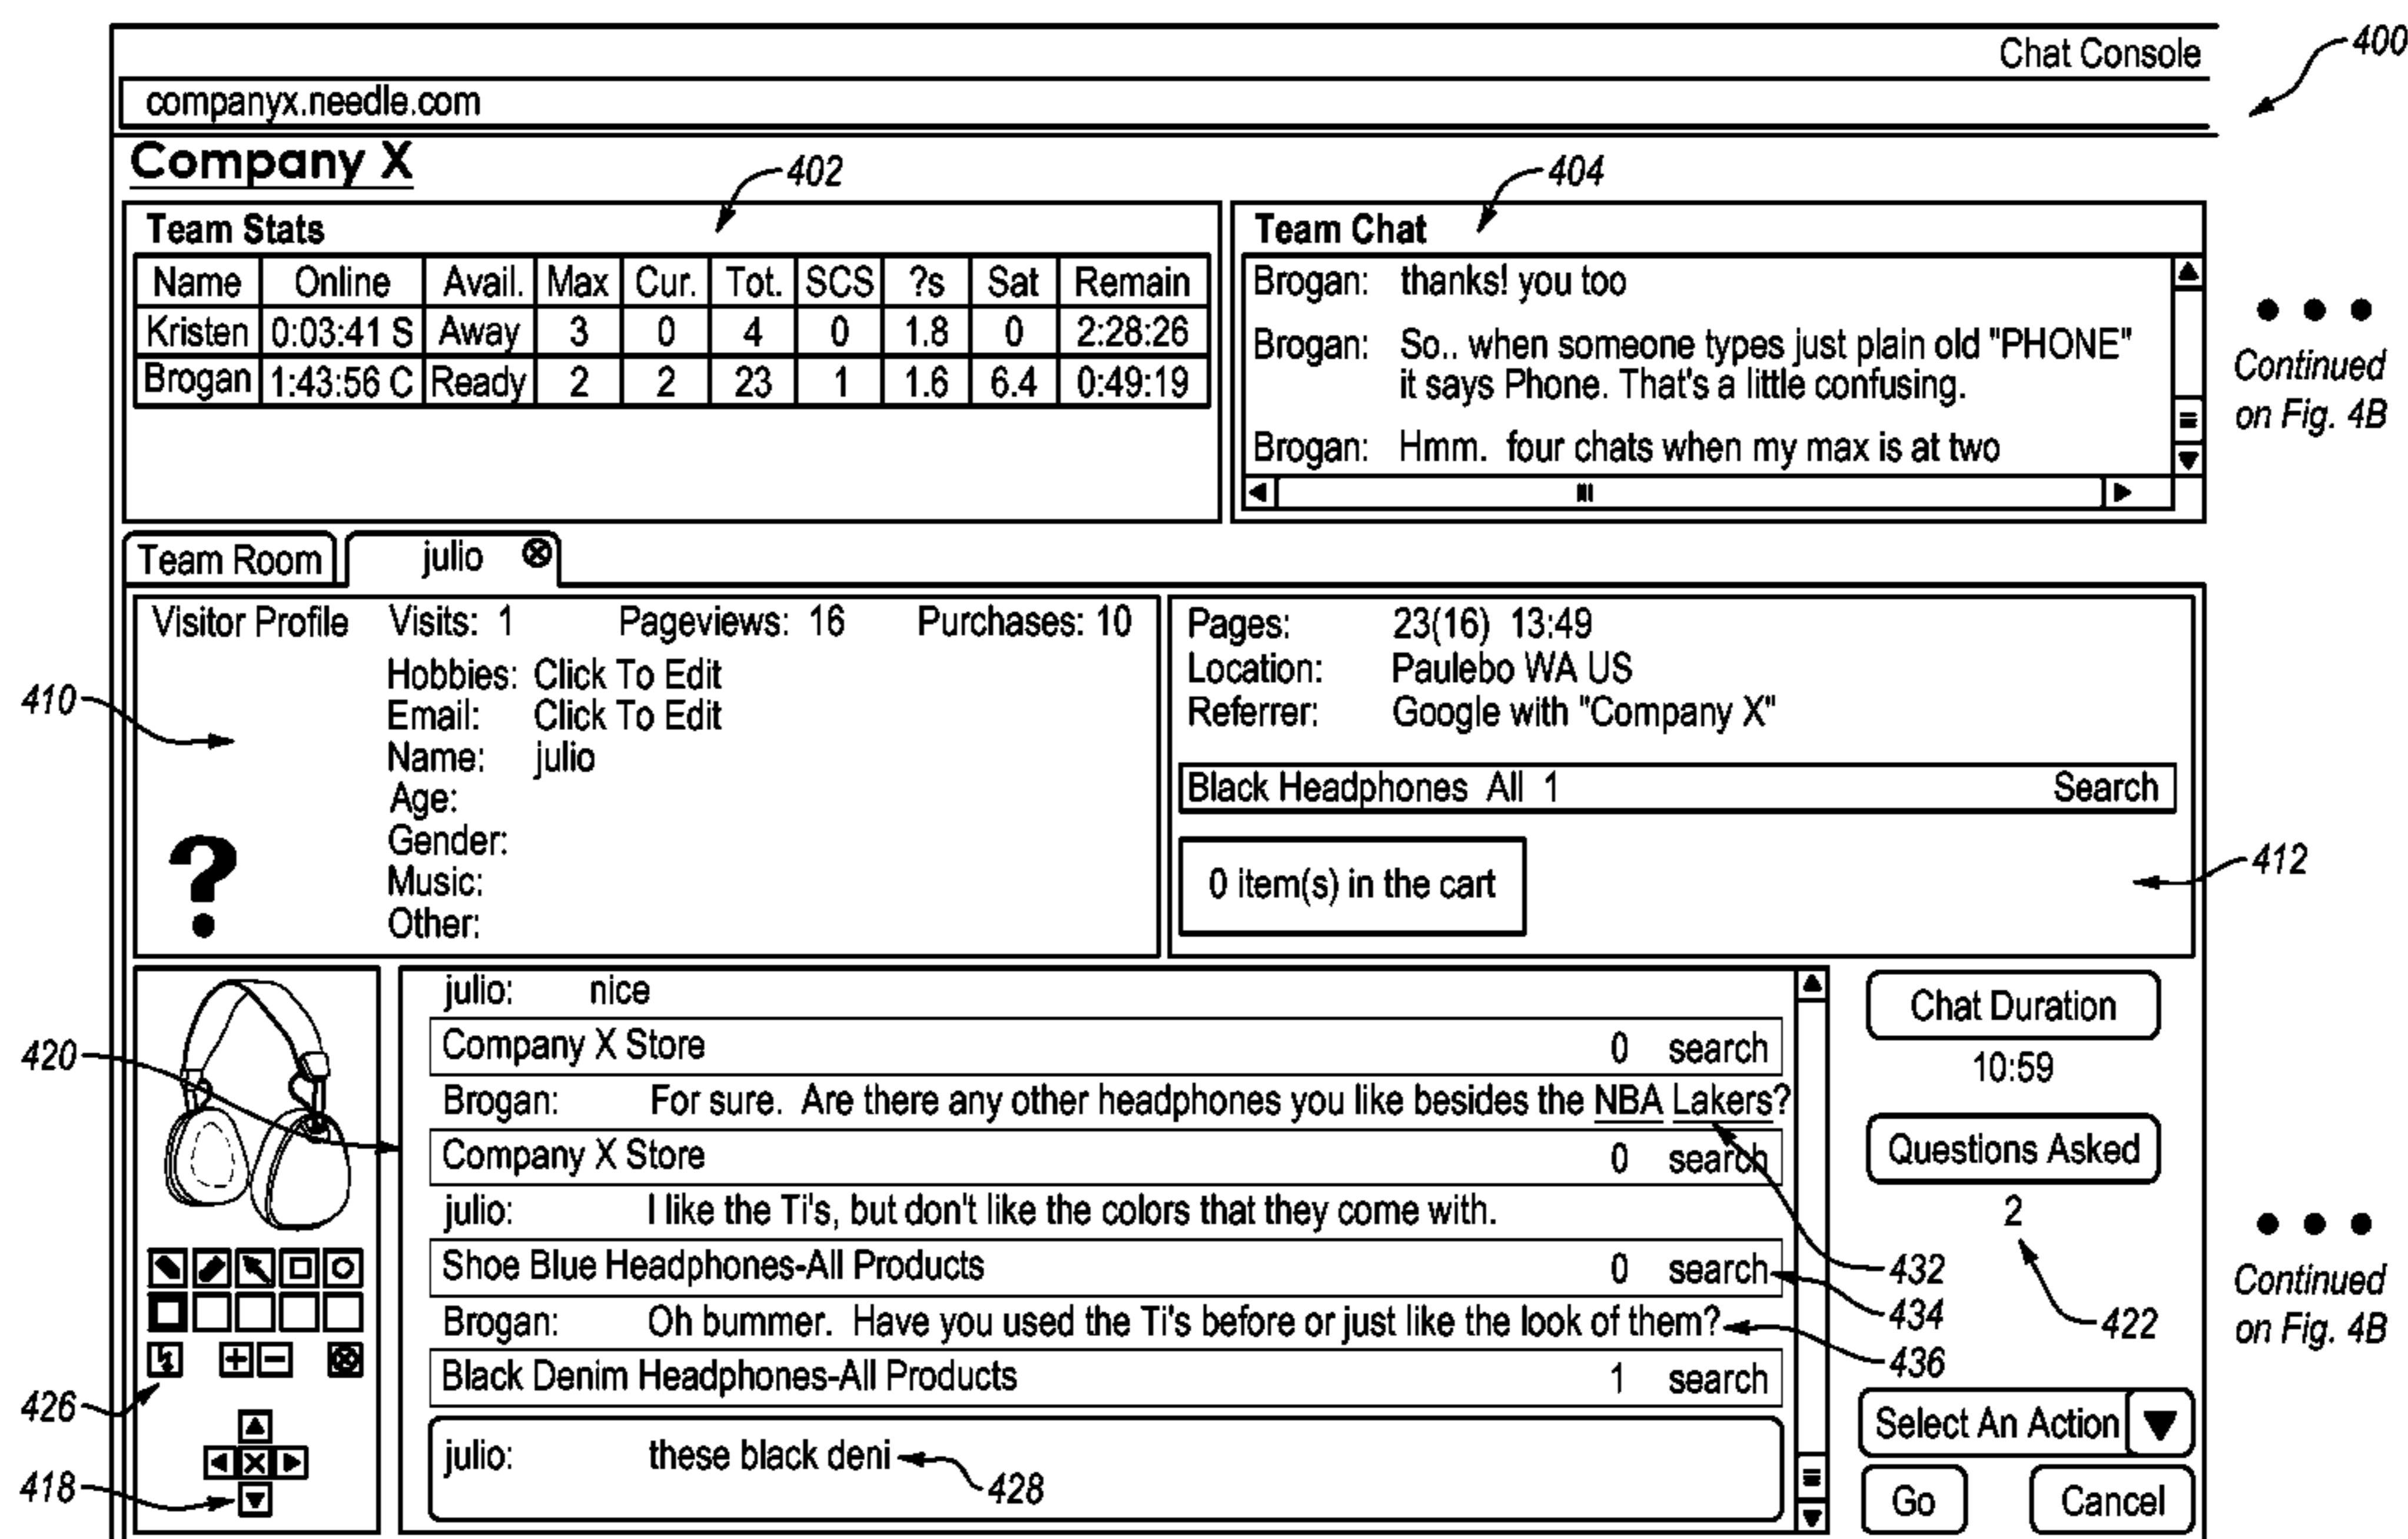 Chat Console
400
companyx.needle.com
Company X
402
404
Team Stats
Name Online Avail. Max Cur. Tot. SCS ?s Sat Remain
Kristen 0:03:41 S Away 3 0 4 0 1.8 0 2:28:26
Brogan 1:43:56 C Ready 2 2 23 1 1.6 6.4 0:49:19
Team Chat
Brogan: thanks! you too
Brogan: So.. when someone types just plain old "PHONE"
it says Phone. That's a little confusing.
Brogan: Hmm. four chats when my max is at two
Continued
on Fig. 4B
Team Room
julio
Visitor Profile Visits: 1 Pageviews: 16 Purchases: 10
Hobbies: Click To Edit
Email: Click To Edit
Name: julio
Age:
Gender:
Music:
Other:
?
410
Pages: 23(16) 13:49
Location: Paulebo WA US
Referrer: Google with "Company X"
Black Headphones All 1 Search
0 item(s) in the cart
412
julio: nice
Company X Store 0 search
Brogan: For sure. Are there any other headphones you like besides the NBA Lakers?
Company X Store 0 search
julio: I like the Ti's, but don't like the colors that they come with.
Shoe Blue Headphones-All Products 0 search
Brogan: Oh bummer. Have you used the Ti's before or just like the look of them?
Black Denim Headphones-All Products 1 search
julio: these black deni
428
420
426
418
Chat Duration
10:59
Questions Asked
2
432
434
436
422
Select An Action
Go Cancel
Continued
on Fig. 4B